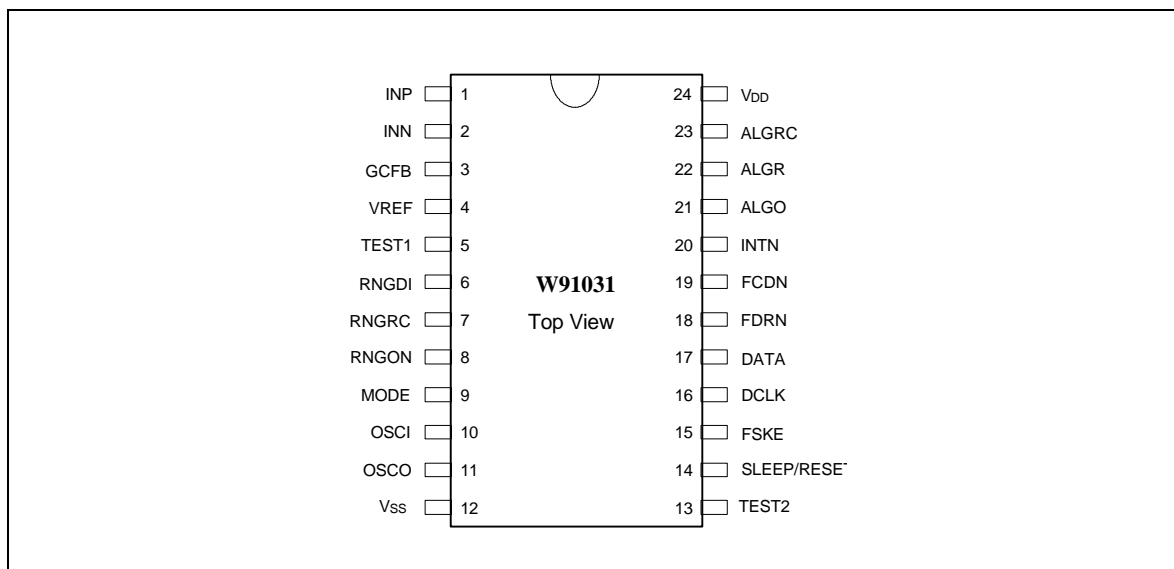 INP 1 24 VDD
INN 2 23 ALGRC
GCFB 3 22 ALGR
VREF 4 21 ALGO
TEST1 5 20 INTN
RNGDI 6 W91031 19 FCDN
RNGRC 7 Top View 18 FDRN
RNGON 8 17 DATA
MODE 9 16 DCLK
OSCI 10 15 FSKE
OSCO 11 14 SLEEP/RESE
Vss 12 13 TEST2